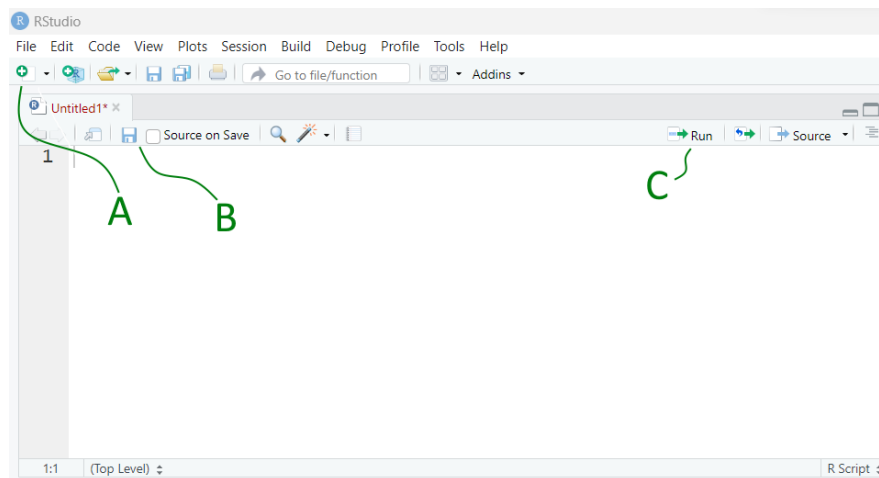 R RStudio
File Edit Code View Plots Session Build Debug Profile Tools Help
R Go to file/function Addins
R Untitled1* ×
Source on Save Run Source
1
A B C
1:1 (Top Level) R Script